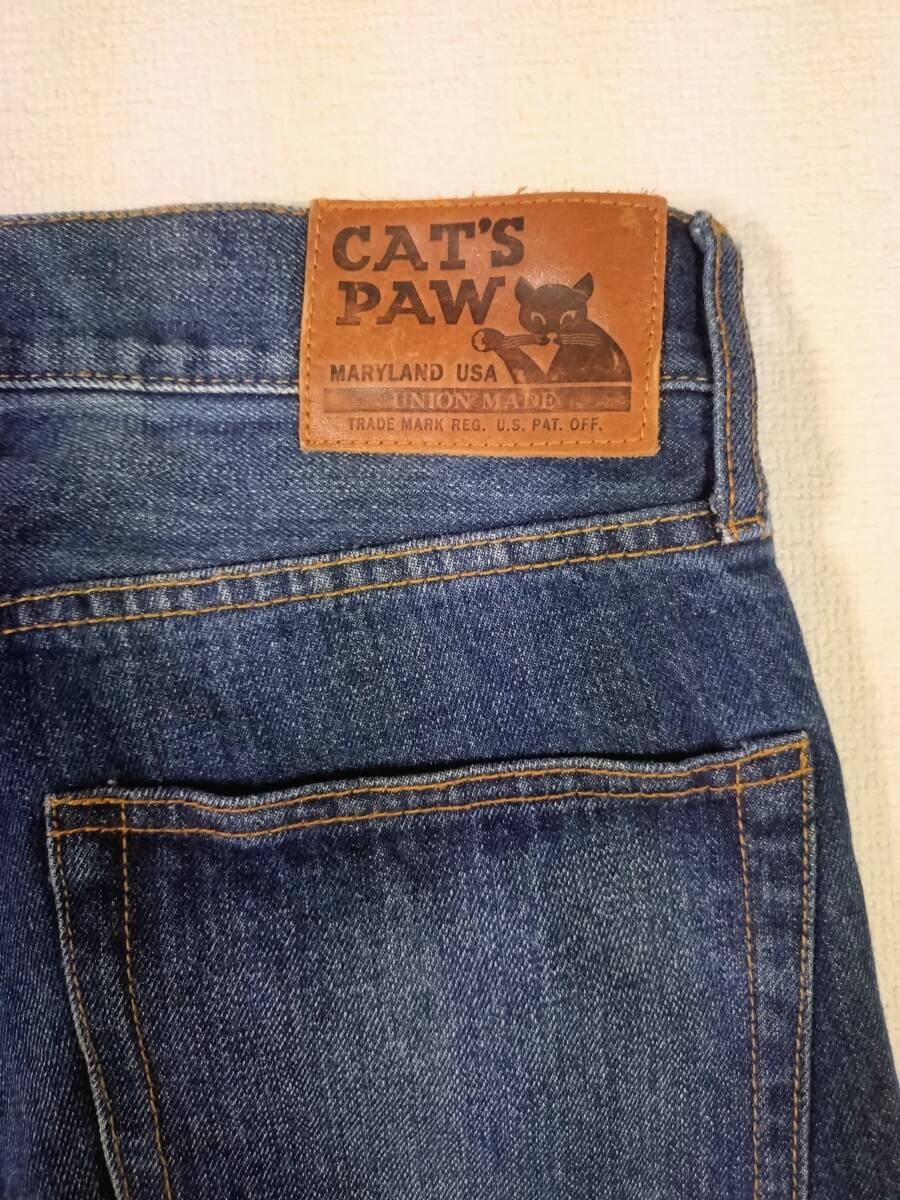 CAT'S
PAW
MARYLAND USA
UNION MADE
TRADE MARK REG. U.S. PAT. OFF.